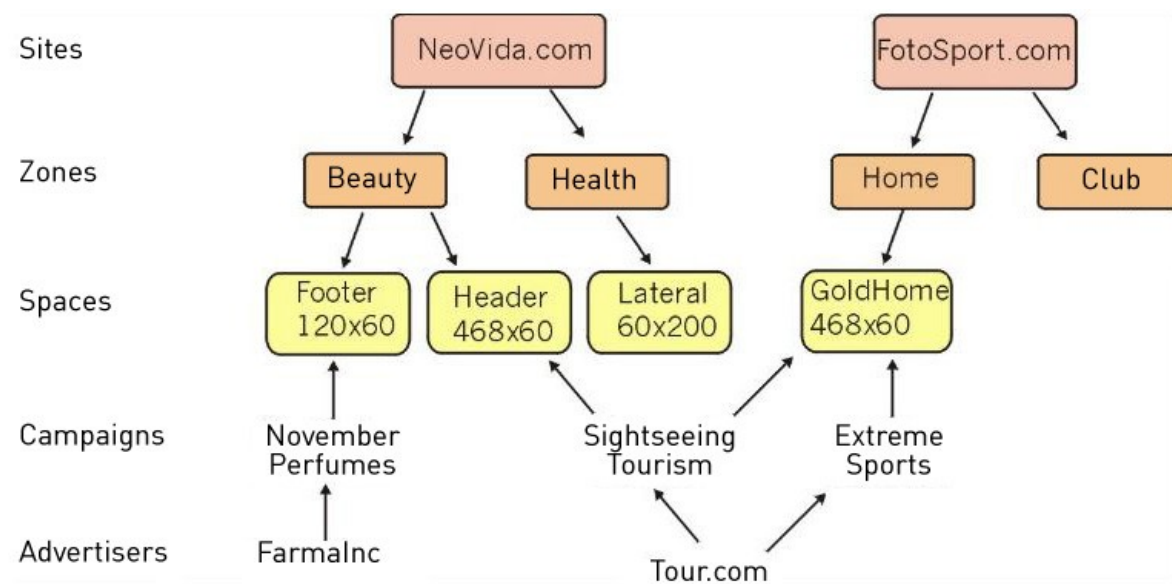 Sites
NeoVida.com
FotoSport.com
Zones
Beauty
Health
Home
Club
Spaces
Footer
120x60
Header
468x60
Lateral
60x200
GoldHome
468x60
Campaigns
November
Perfumes
Sightseeing
Tourism
Extreme
Sports
Advertisers
FarmaInc
Tour.com